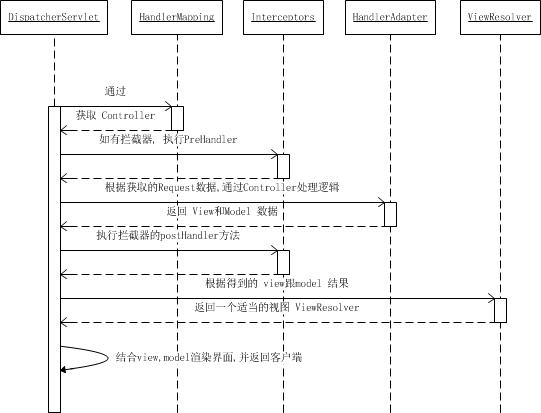 DispatcherServlet HandlerMapping Interceptors HandlerAdapter ViewResolver
通过
获取 Controller
如有拦截器, 执行PreHandler
根据获取的Request数据,通过Controller处理逻辑
返回 View和Model 数据
执行拦截器的postHandler方法
根据得到的 view跟model 结果
返回一个适当的视图 ViewResolver
结合view,model渲染界面,并返回客户端